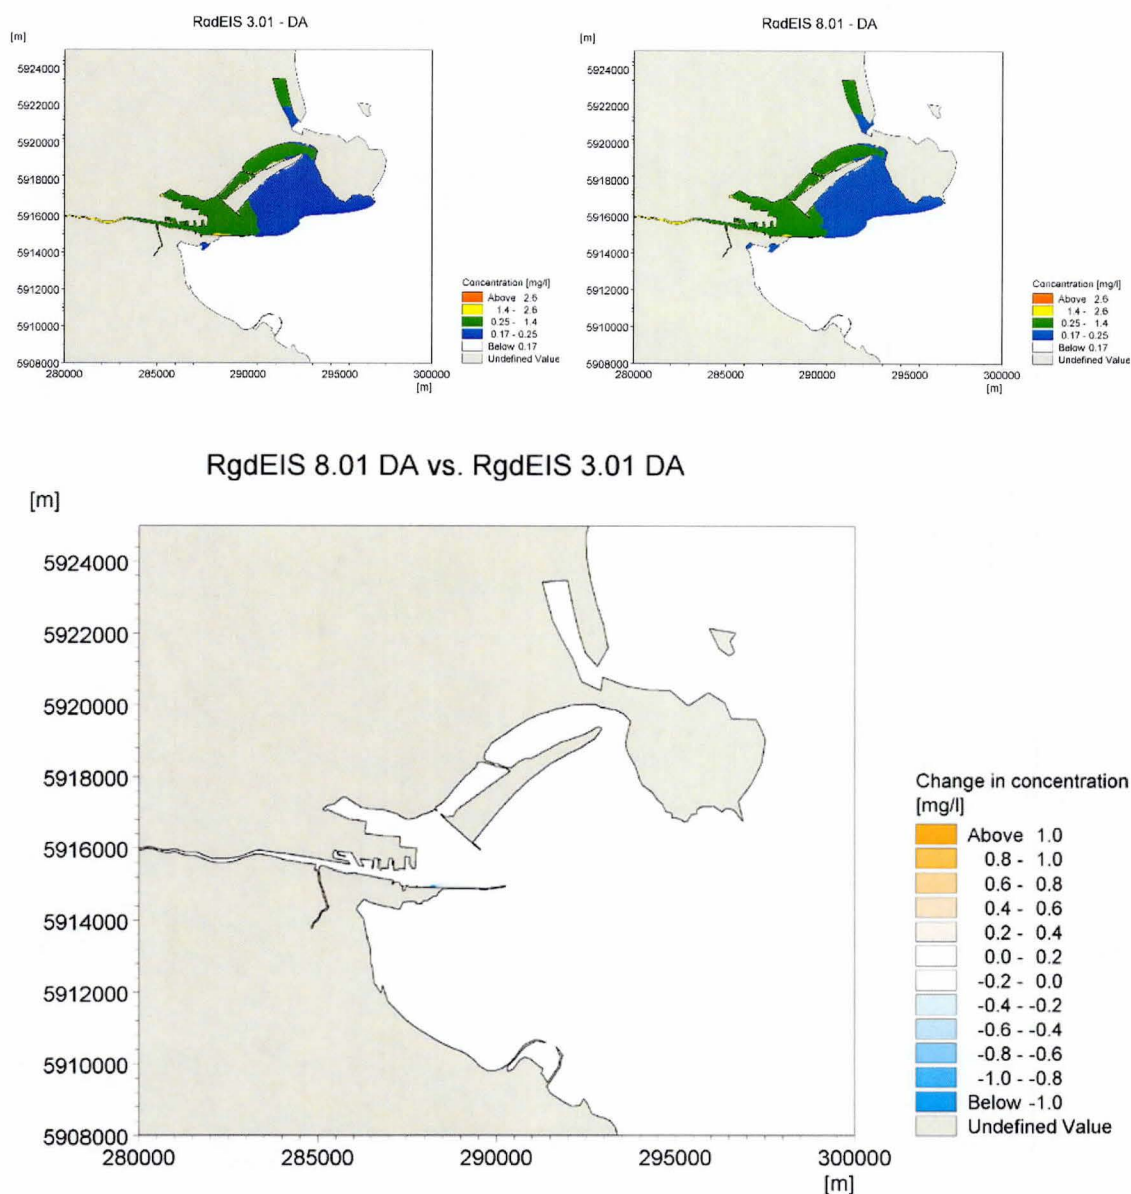 RgdEIS 3.01 - DA
[m]
5924000
5922000
5920000
5918000
5916000
5914000
5912000
5910000
5908000
280000 285000 290000 295000 300000
[m]
Concentration [mg/l]
Above 2.6
1.4 - 2.6
0.25 - 1.4
0.17 - 0.25
Below 0.17
Undefined Value
RgdEIS 8.01 - DA
[m]
5924000
5922000
5920000
5918000
5916000
5914000
5912000
5910000
5908000
280000 285000 290000 295000 300000
[m]
Concentration [mg/l]
Above 2.6
1.4 - 2.6
0.25 - 1.4
0.17 - 0.25
Below 0.17
Undefined Value
RgdEIS 8.01 DA vs. RgdEIS 3.01 DA
[m]
5924000
5922000
5920000
5918000
5916000
5914000
5912000
5910000
5908000
280000 285000 290000 295000 300000
[m]
Change in concentration
[mg/l]
Above 1.0
0.8 - 1.0
0.6 - 0.8
0.4 - 0.6
0.2 - 0.4
0.0 - 0.2
-0.2 - 0.0
-0.4 - -0.2
-0.6 - -0.4
-0.8 - -0.6
-1.0 - -0.8
Below -1.0
Undefined Value